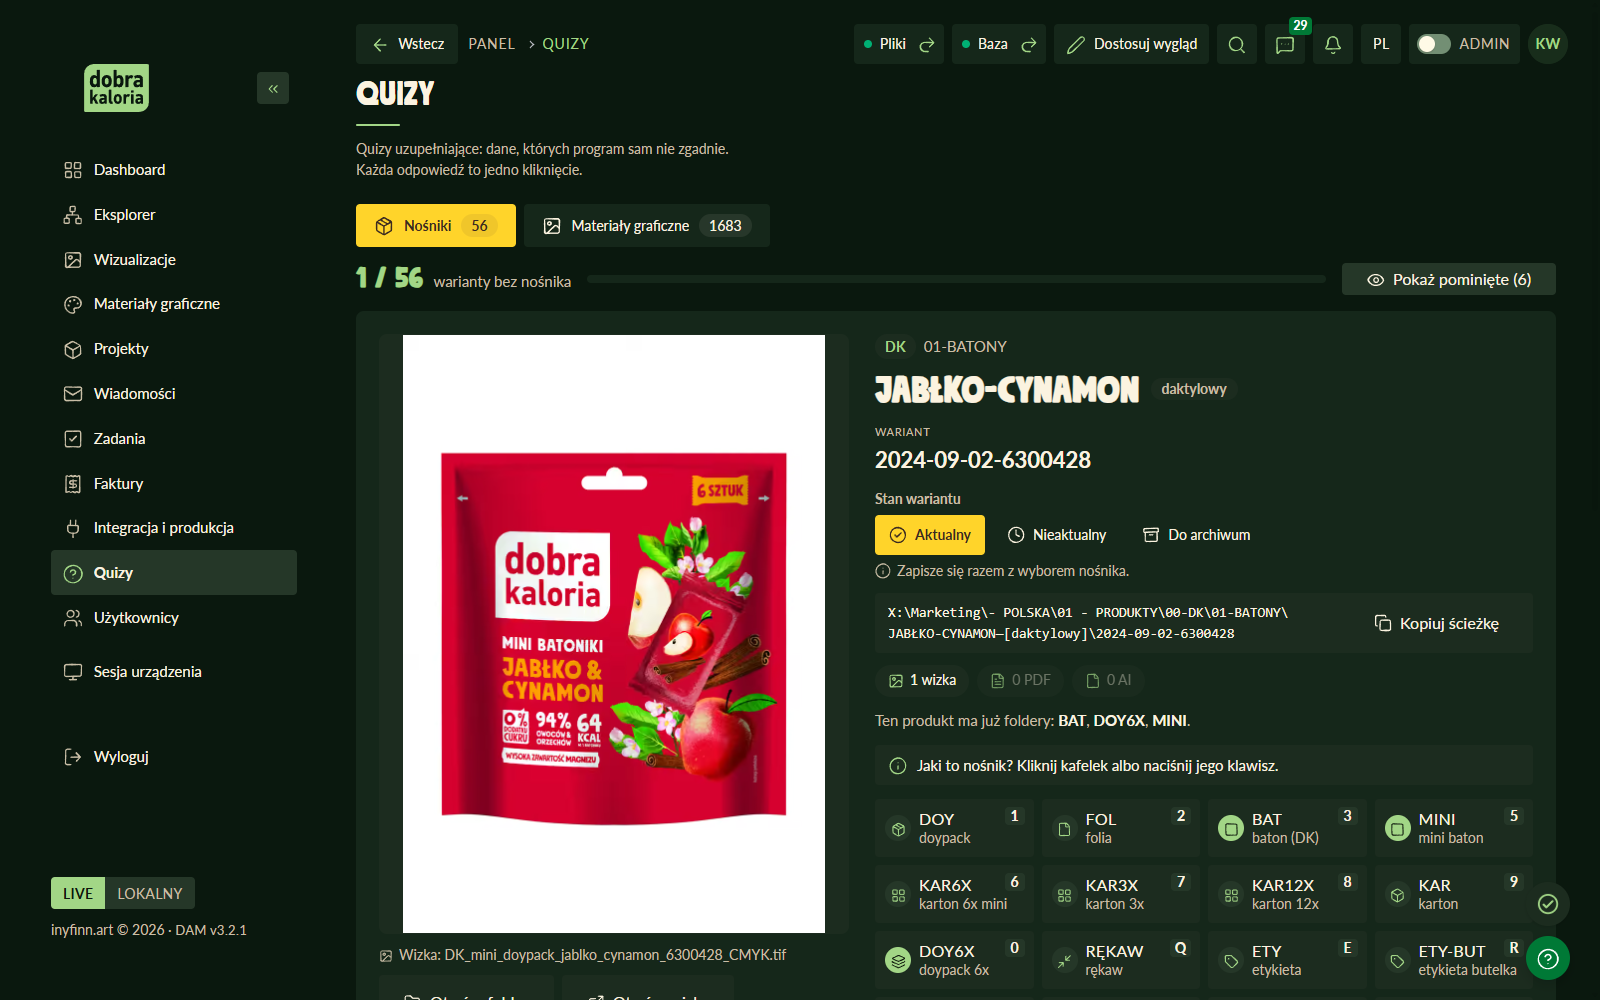 dobra
kaloria
«
Dashboard
Eksplorer
Wizualizacje
Materiały graficzne
Projekty
Wiadomości
Zadania
Faktury
Integracja i produkcja
Quizy
Użytkownicy
Sesja urządzenia
Wyloguj
LIVE LOKALNY
inyfinn.art © 2026 · DAM v3.2.1
Wstecz PANEL > QUIZY
Pliki Baza Dostosuj wygląd 29 PL ADMIN KW
QUIZY
Quizy uzupełniające: dane, których program sam nie zgadnie.
Każda odpowiedź to jedno kliknięcie.
Nośniki 56 Materiały graficzne 1683
1 / 56 warianty bez nośnika Pokaż pominięte (6)
6 SZTUK
dobra
kaloria
MINI BATONIKI
JABŁKO &
CYNAMON
0% DODATKU CUKRU 94% OWOCÓW & ORZECHÓW 64 KCAL
WYSOKA ZAWARTOŚĆ MAGNEZU
Wizka: DK_mini_doypack_jablko_cynamon_6300428_CMYK.tif
DK 01-BATONY
JABŁKO-CYNAMON daktylowy
WARIANT
2024-09-02-6300428
Stan wariantu
Aktualny Nieaktualny Do archiwum
Zapisze się razem z wyborem nośnika.
X:\Marketing\- POLSKA\01 - PRODUKTY\00-DK\01-BATONY\
JABŁKO-CYNAMON—[daktylowy]\2024-09-02-6300428
Kopiuj ścieżkę
1 wizka 0 PDF 0 AI
Ten produkt ma już foldery: BAT, DOY6X, MINI.
Jaki to nośnik? Kliknij kafelek albo naciśnij jego klawisz.
DOY 1
doypack
FOL 2
folia
BAT 3
baton (DK)
MINI 5
mini baton
KAR6X 6
karton 6x mini
KAR3X 7
karton 3x
KAR12X 8
karton 12x
KAR 9
karton
DOY6X 0
doypack 6x
RĘKAW Q
rękaw
ETY E
etykieta
ETY-BUT R
etykieta butelka